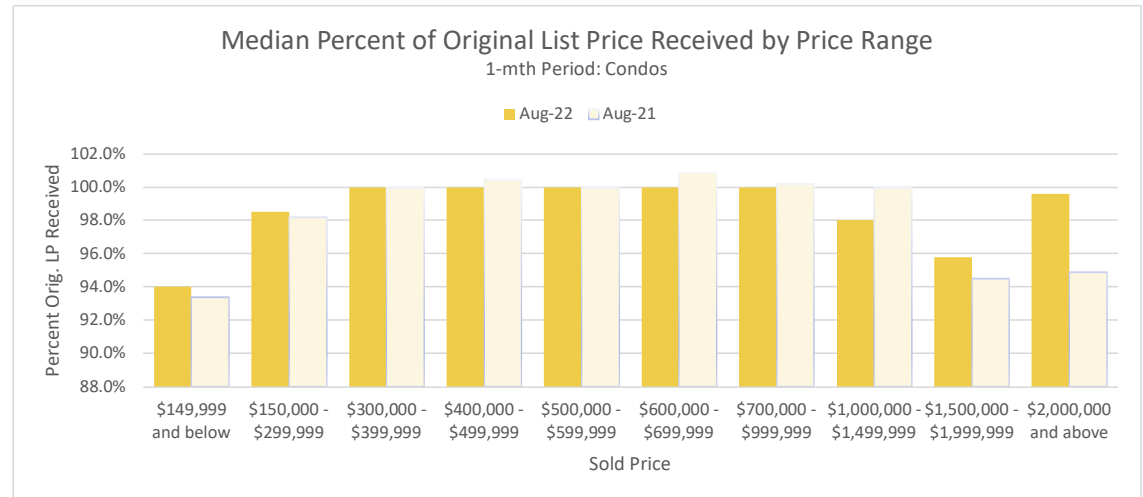 Median Percent of Original List Price Received by Price Range
1-mth Period: Condos
Aug-22 Aug-21
Percent Orig. LP Received
102.0%
100.0%
98.0%
96.0%
94.0%
92.0%
90.0%
88.0%
$149,999 $150,000 - $300,000 - $400,000 - $500,000 - $600,000 - $700,000 - $1,000,000 - $1,500,000 - $2,000,000
and below $299,999 $399,999 $499,999 $599,999 $699,999 $999,999 $1,499,999 $1,999,999 and above
Sold Price